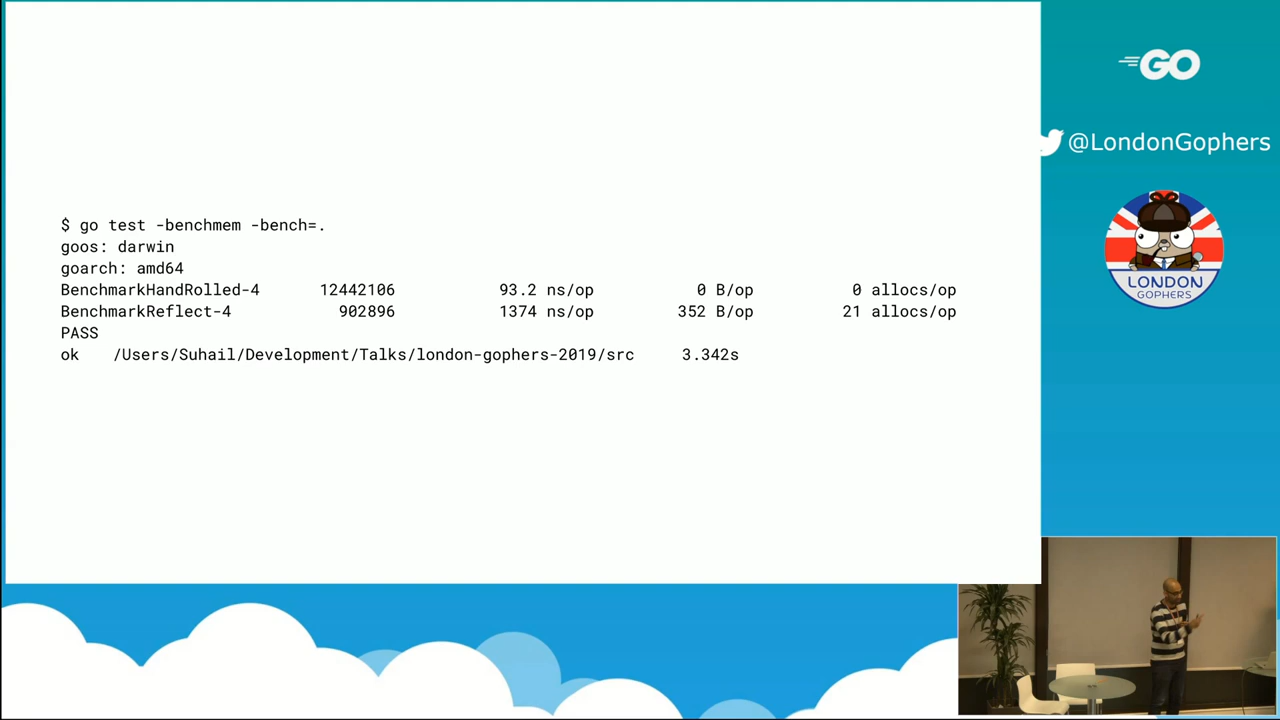 $ go test -benchmem -bench=.
goos: darwin
goarch: amd64
BenchmarkHandRolled-4 12442106 93.2 ns/op 0 B/op 0 allocs/op
BenchmarkReflect-4 902896 1374 ns/op 352 B/op 21 allocs/op
PASS
ok /Users/Suhail/Development/Talks/london-gophers-2019/src 3.342s
GO
@LondonGophers
LONDON
GOPHERS